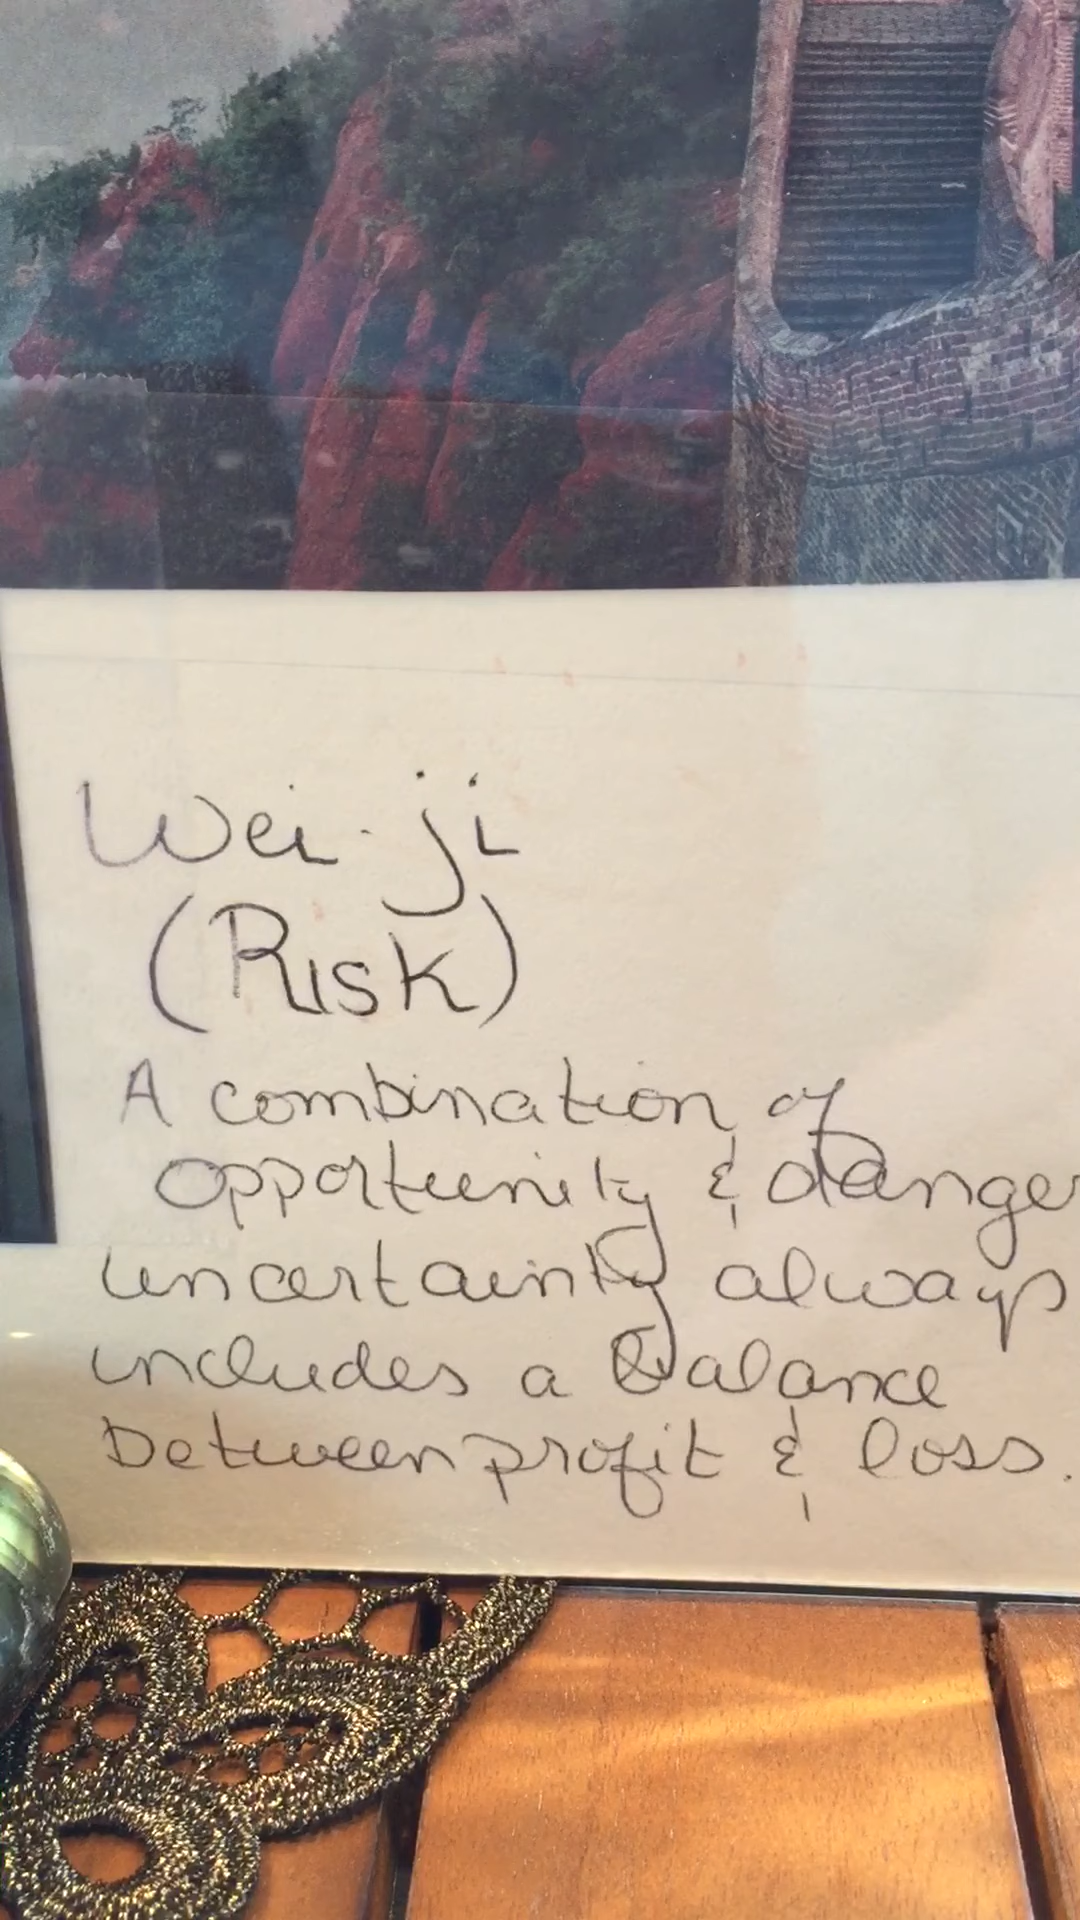 Wei-ji
(Risk)
A combination of
opportunity & danger
uncertainty always
includes a balance
between profit & loss.